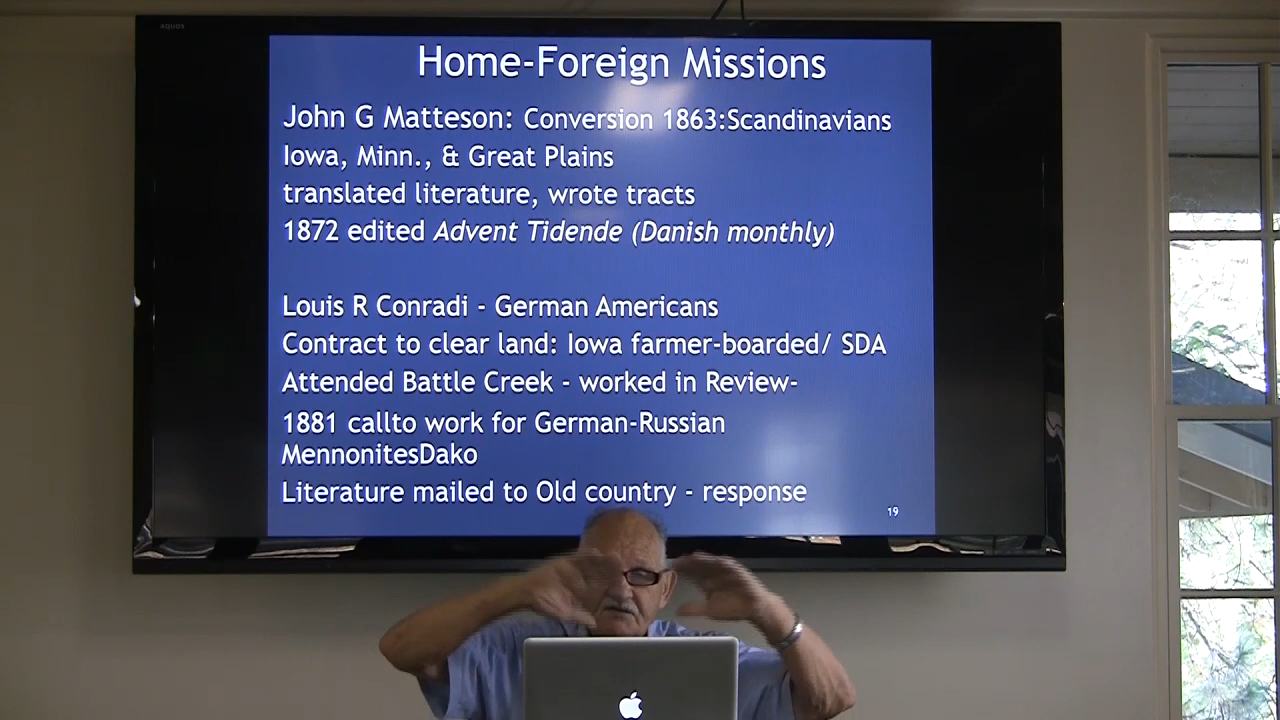 AQUOS
Home-Foreign Missions
John G Matteson: Conversion 1863:Scandinavians
Iowa, Minn., & Great Plains
translated literature, wrote tracts
1872 edited Advent Tidende (Danish monthly)
Louis R Conradi - German Americans
Contract to clear land: Iowa farmer-boarded/ SDA
Attended Battle Creek - worked in Review-
1881 callto work for German-Russian
MennonitesDako
Literature mailed to Old country - response
19